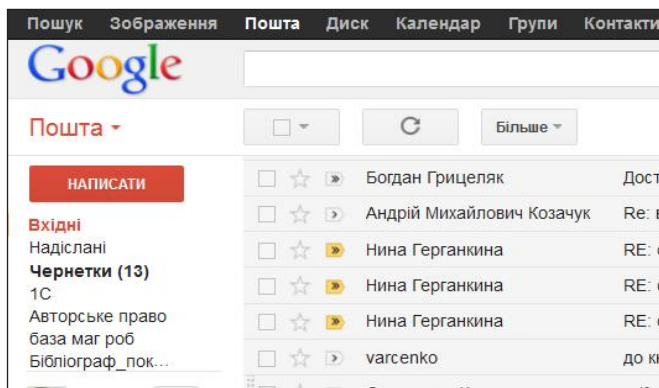 Пошук Зображення Пошта Диск Календар Групи Контакти
Google
Пошта
Більше
НАПИСАТИ
Вхідні
Надіслані
Чернетки (13)
1С
Авторське право
база маг роб
Бібліограф_пок...
Богдан Грицеляк Дост
Андрій Михайлович Козачук Re: в
Нина Герганкина RE:
Нина Герганкина RE:
Нина Герганкина RE:
varcenko до кн